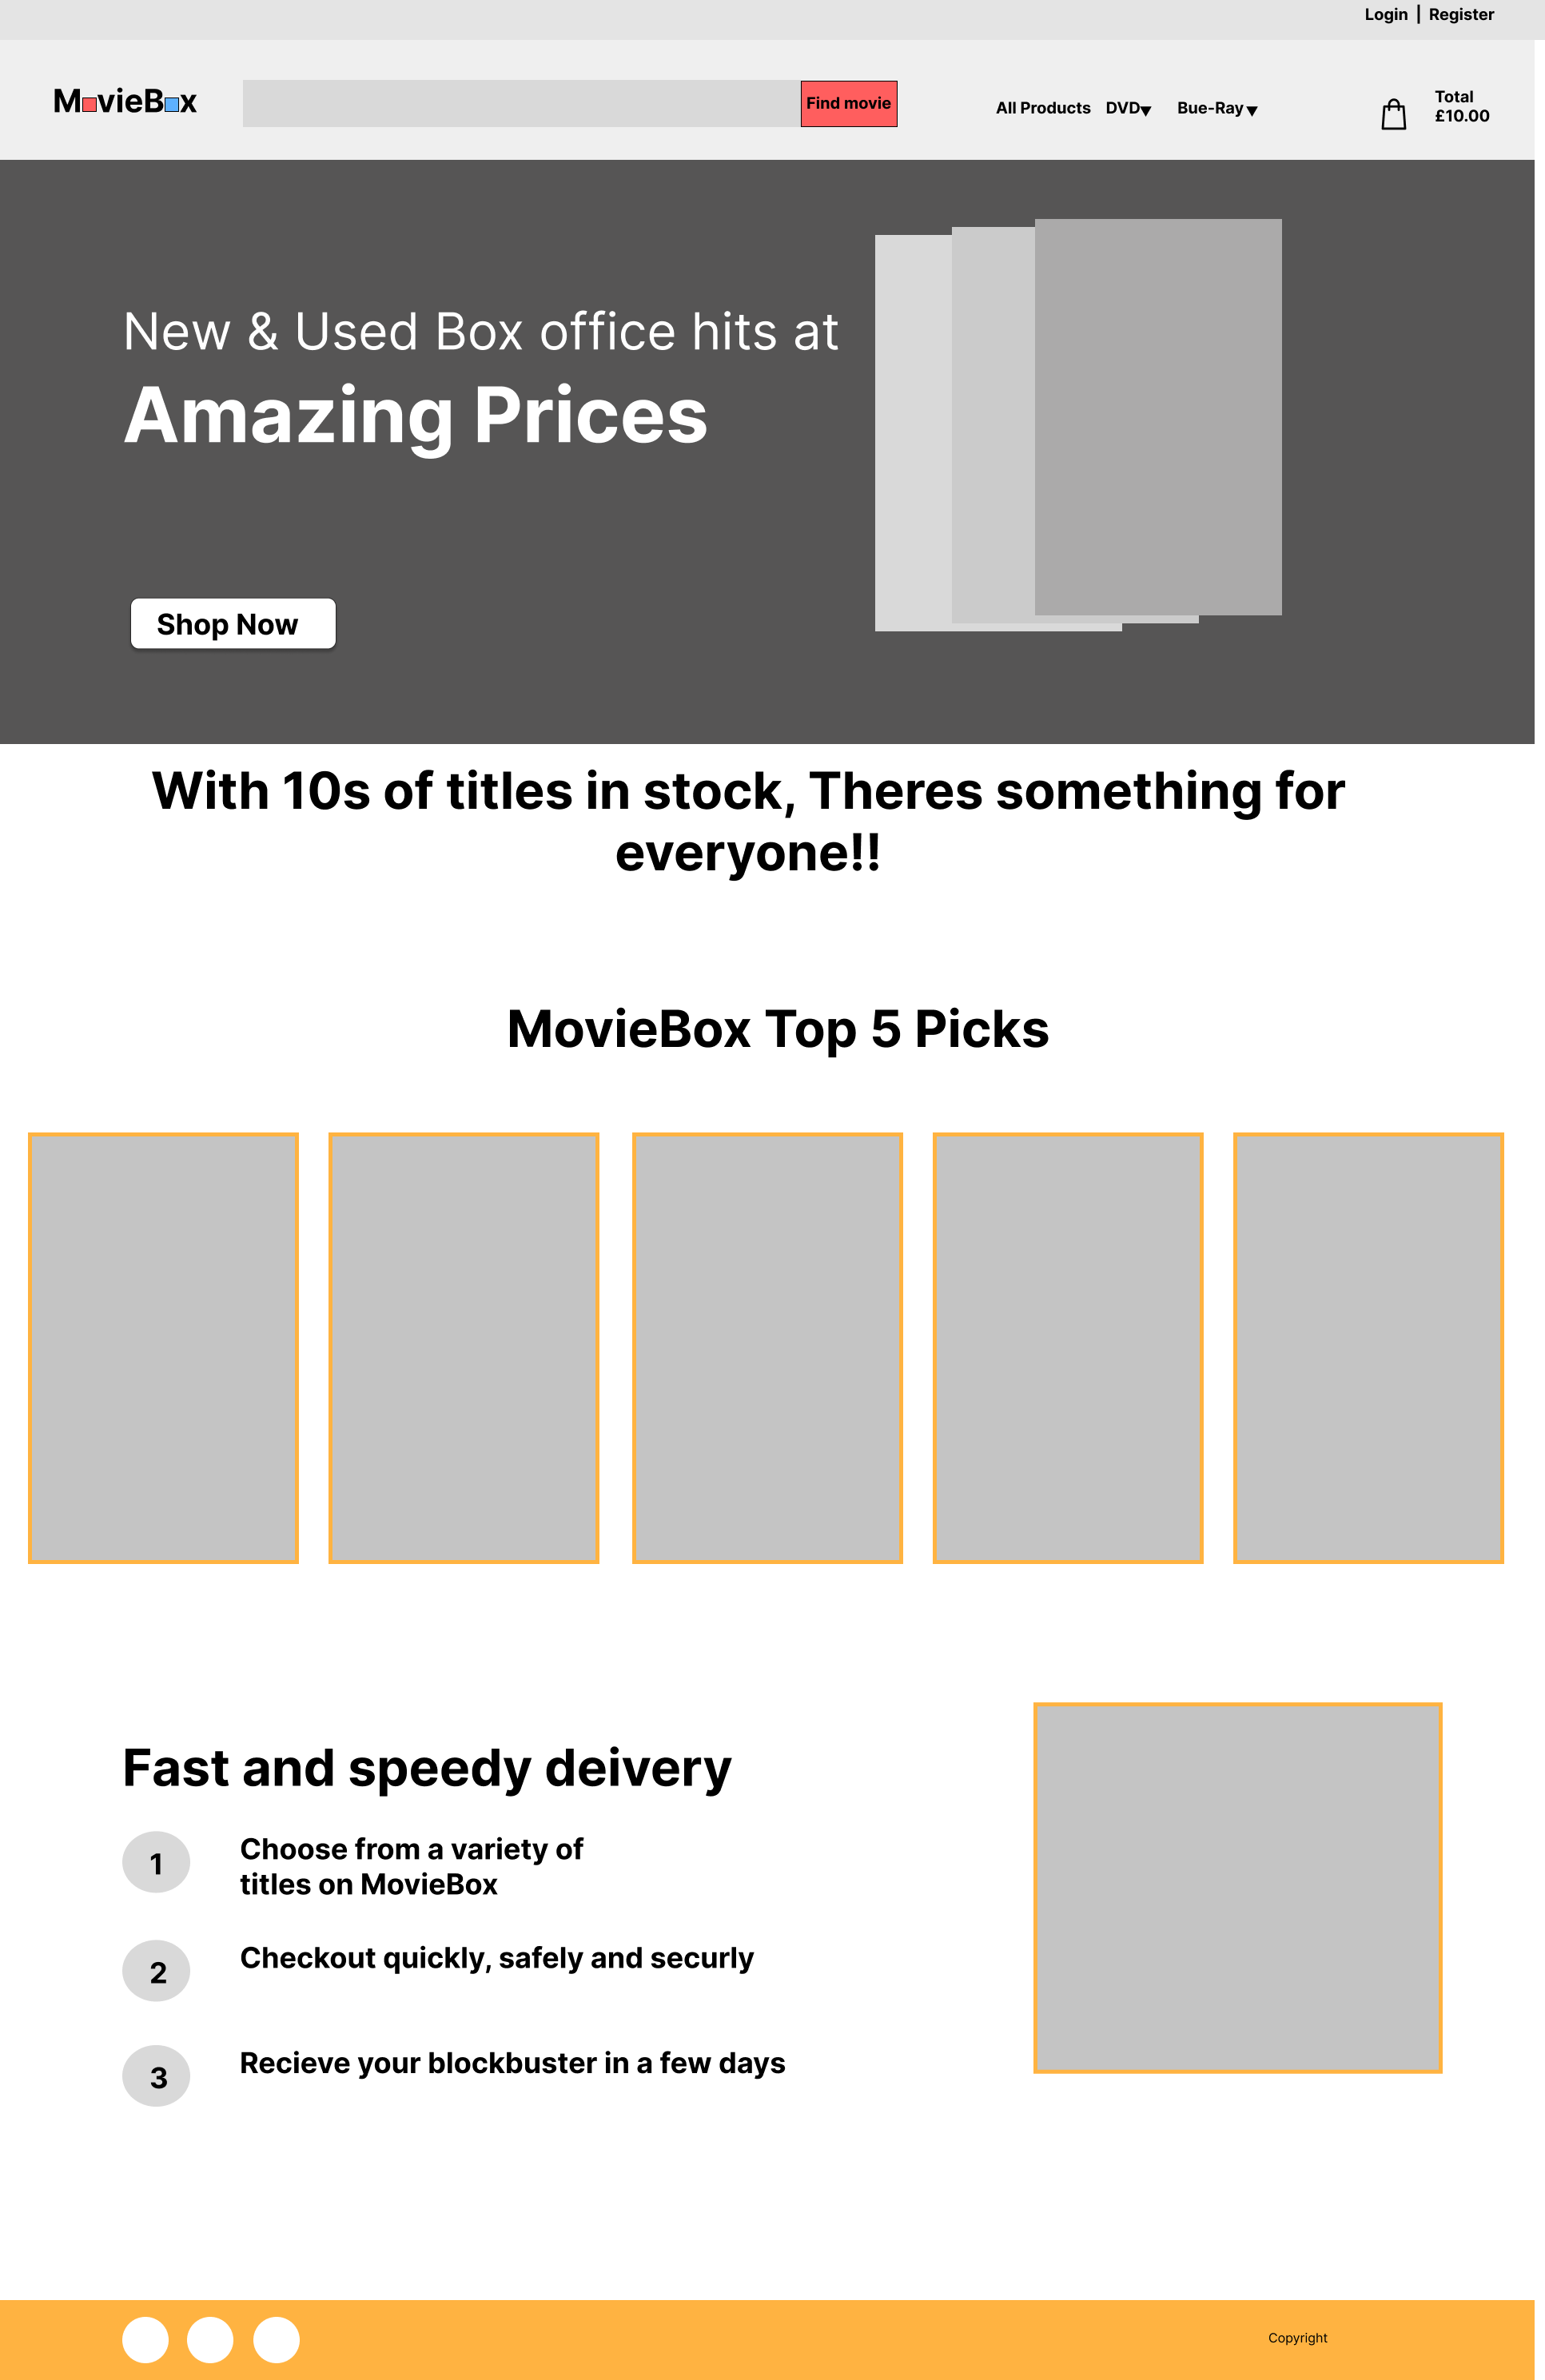 Login | Register
MovieBox
Find movie
All Products DVD Bue-Ray
Total
£10.00
New & Used Box office hits at
Amazing Prices
Shop Now
With 10s of titles in stock, Theres something for
everyone!!
MovieBox Top 5 Picks
Fast and speedy deivery
1
Choose from a variety of
titles on MovieBox
2
Checkout quickly, safely and securly
3
Recieve your blockbuster in a few days
Copyright